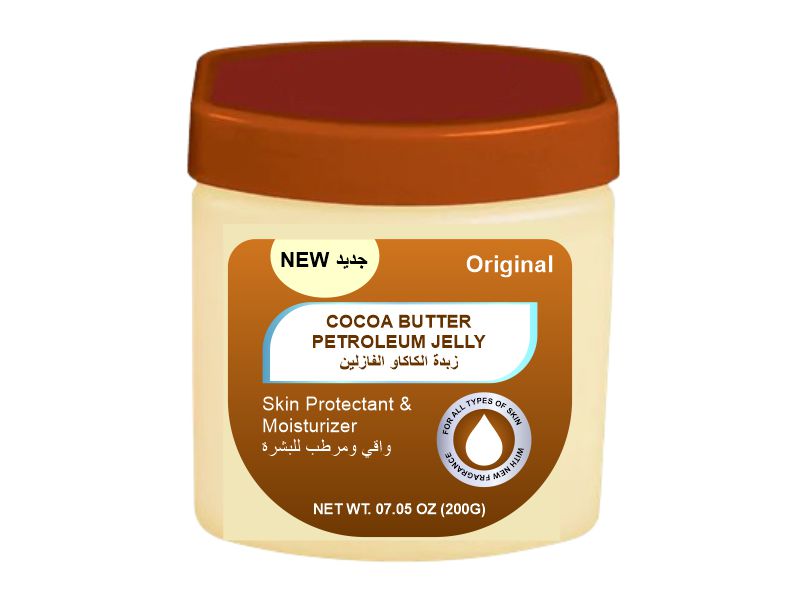 NEW جديد
Original
COCOA BUTTER
PETROLEUM JELLY
زبدة الكاكاو الفازلين
Skin Protectant &
Moisturizer
واقي ومرطب للبشرة
FOR ALL TYPES OF SKIN
WITH NEW FRAGRANCE
NET WT. 07.05 OZ (200G)